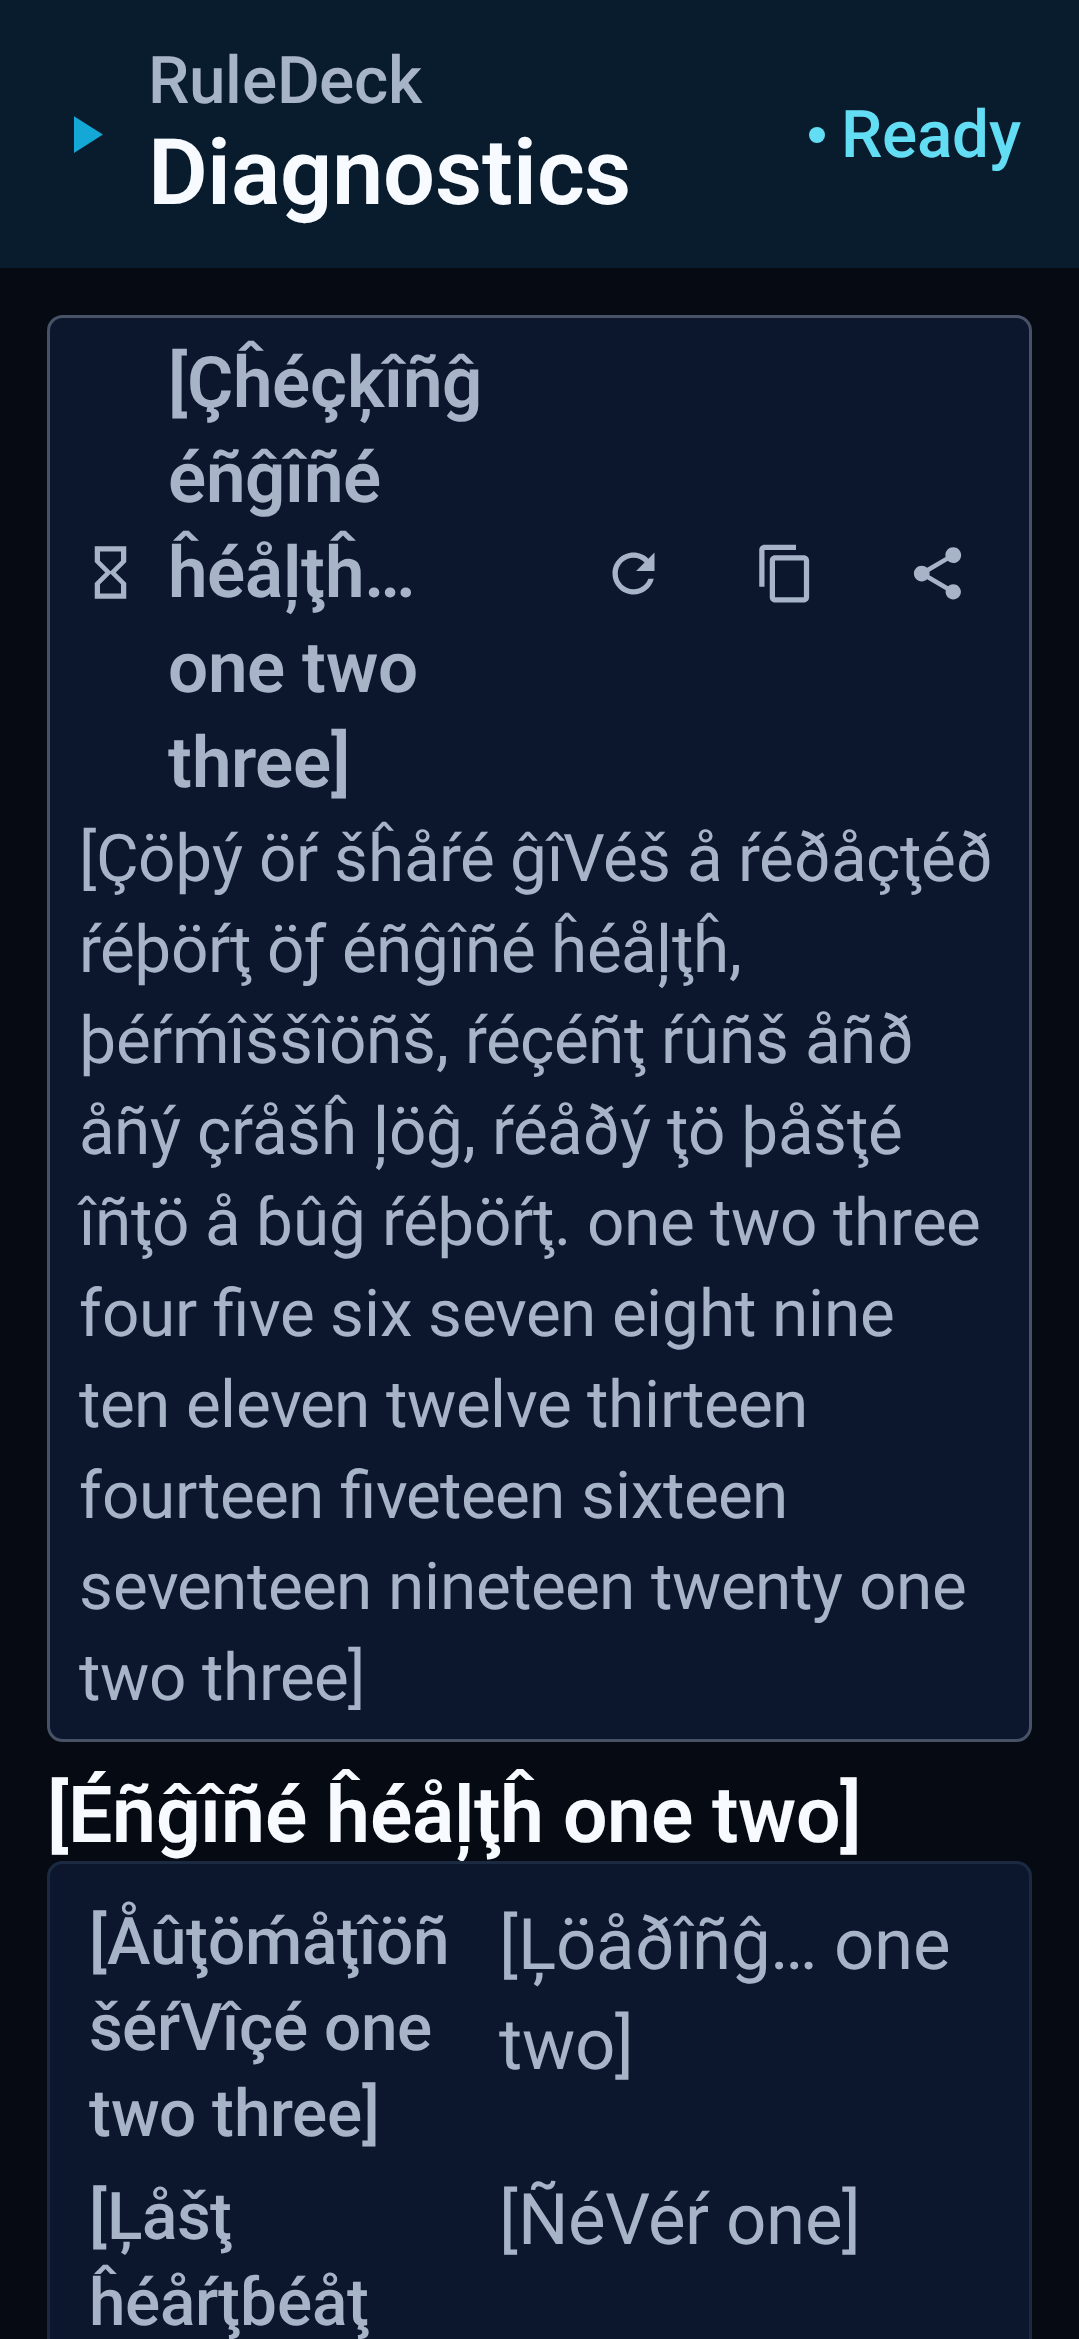 RuleDeck
Diagnostics
• Ready
[Çĥéçķîñĝ
éñĝîñé
ĥéåļţĥ…
one two
three]
[Çöþý öŕ šĥåŕé ĝîVéš å ŕéðåçţéð
ŕéþöŕţ öƒ éñĝîñé ĥéåļţĥ,
þéŕḿîššîöñš, ŕéçéñţ ŕûñš åñð
åñý çŕåšĥ ļöĝ, ŕéåðý ţö þåšţé
îñţö å ɓûĝ ŕéþöŕţ. one two three
four five six seven eight nine
ten eleven twelve thirteen
fourteen fiveteen sixteen
seventeen nineteen twenty one
two three]
[Éñĝîñé ĥéåļţĥ one two]
[Åûţöḿåţîöñ
šéŕVîçé one
two three]
[Ļöåðîñĝ… one
two]
[Ļåšţ
ĥéåŕţɓéåţ
[ÑéVéŕ one]